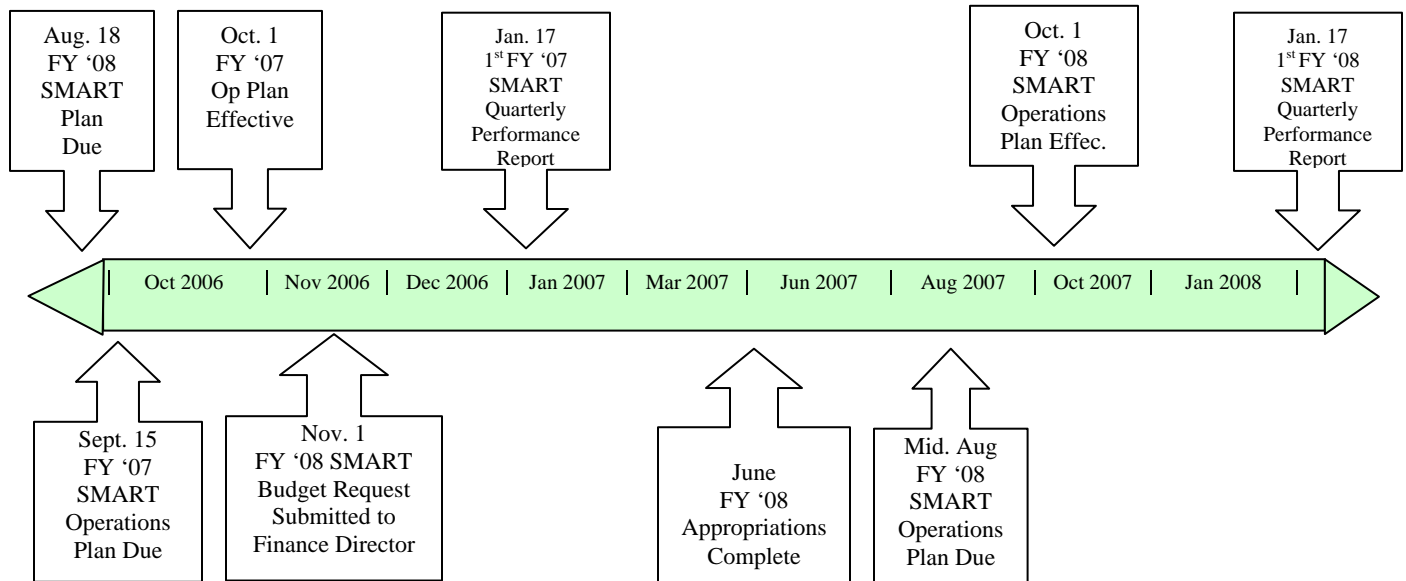 Aug. 18
FY ‘08
SMART
Plan
Due
Oct. 1
FY ‘07
Op Plan
Effective
Jan. 17
1st FY ‘07
SMART
Quarterly
Performance
Report
Oct. 1
FY ‘08
SMART
Operations
Plan Effec.
Jan. 17
1st FY ‘08
SMART
Quarterly
Performance
Report
Oct 2006
Nov 2006
Dec 2006
Jan 2007
Mar 2007
Jun 2007
Aug 2007
Oct 2007
Jan 2008
Sept. 15
FY ‘07
SMART
Operations
Plan Due
Nov. 1
FY ‘08 SMART
Budget Request
Submitted to
Finance Director
June
FY ‘08
Appropriations
Complete
Mid. Aug
FY ‘08
SMART
Operations
Plan Due